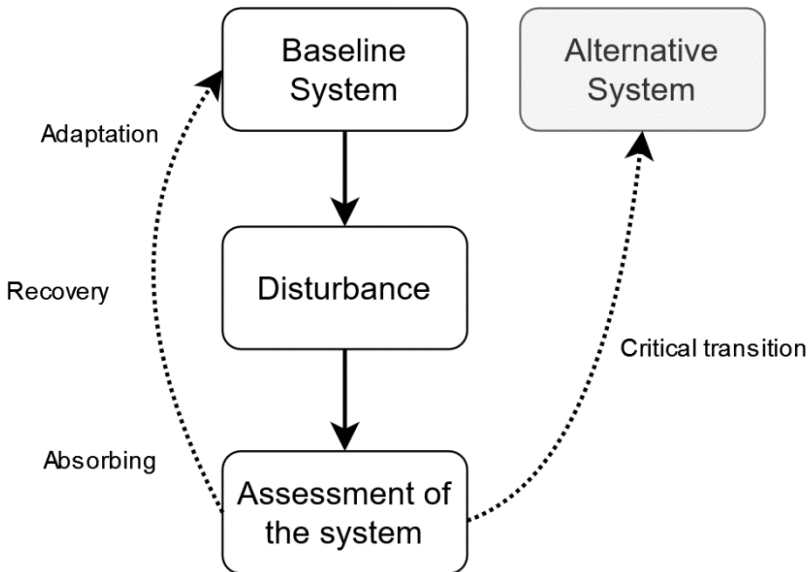 Baseline
System
Alternative
System
Adaptation
Disturbance
Recovery
Critical transition
Absorbing
Assessment of
the system